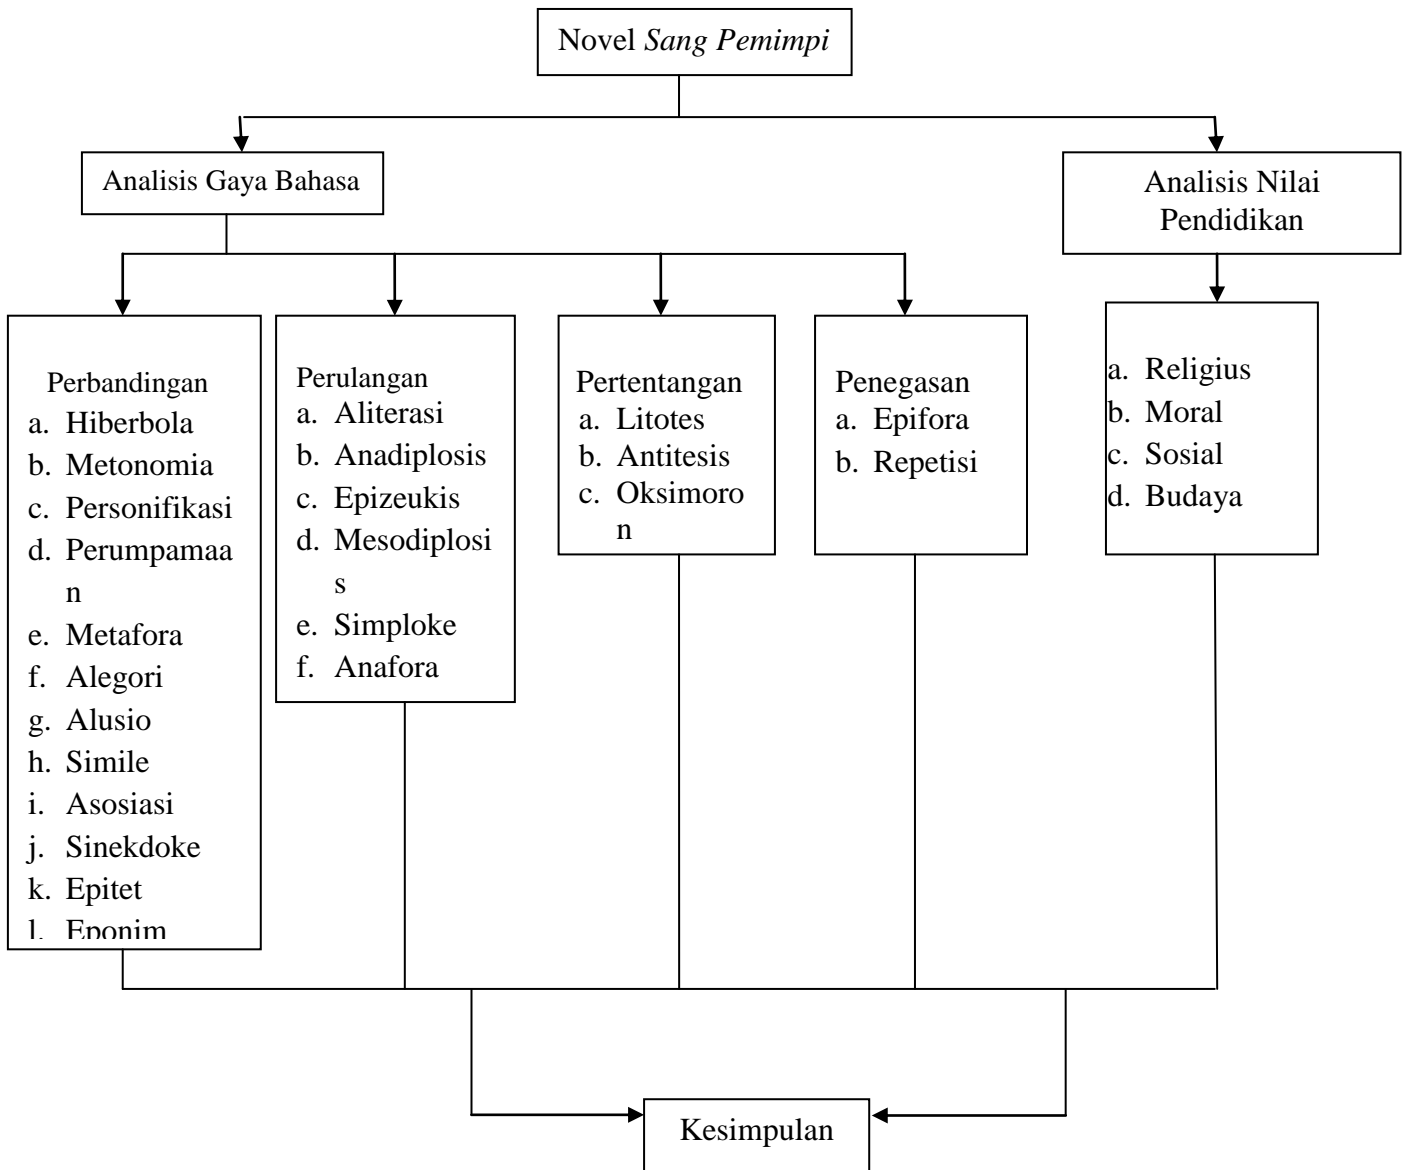 Novel Sang Pemimpi
Analisis Gaya Bahasa
Analisis Nilai
Pendidikan
Perbandingan
a. Hiberbola
b. Metonomia
c. Personifikasi
d. Perumpamaa
n
e. Metafora
f. Alegori
g. Alusio
h. Simile
i. Asosiasi
j. Sinekdoke
k. Epitet
l. Eponim
Perulangan
a. Aliterasi
b. Anadiplosis
c. Epizeukis
d. Mesodiplosi
s
e. Simploke
f. Anafora
Pertentangan
a. Litotes
b. Antitesis
c. Oksimoro
n
Penegasan
a. Epifora
b. Repetisi
a. Religius
b. Moral
c. Sosial
d. Budaya
Kesimpulan